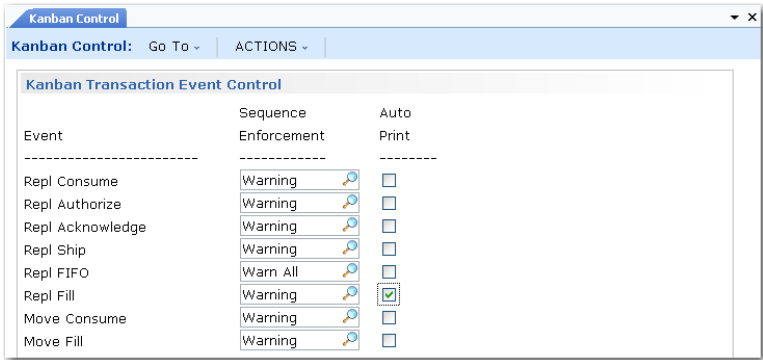 Kanban Control
Kanban Control: Go To ACTIONS
Kanban Transaction Event Control
Sequence Auto
Event Enforcement Print
------------------------ ------------ --------
Repl Consume Warning
Repl Authorize Warning
Repl Acknowledge Warning
Repl Ship Warning
Repl FIFO Warn All
Repl Fill Warning
Move Consume Warning
Move Fill Warning